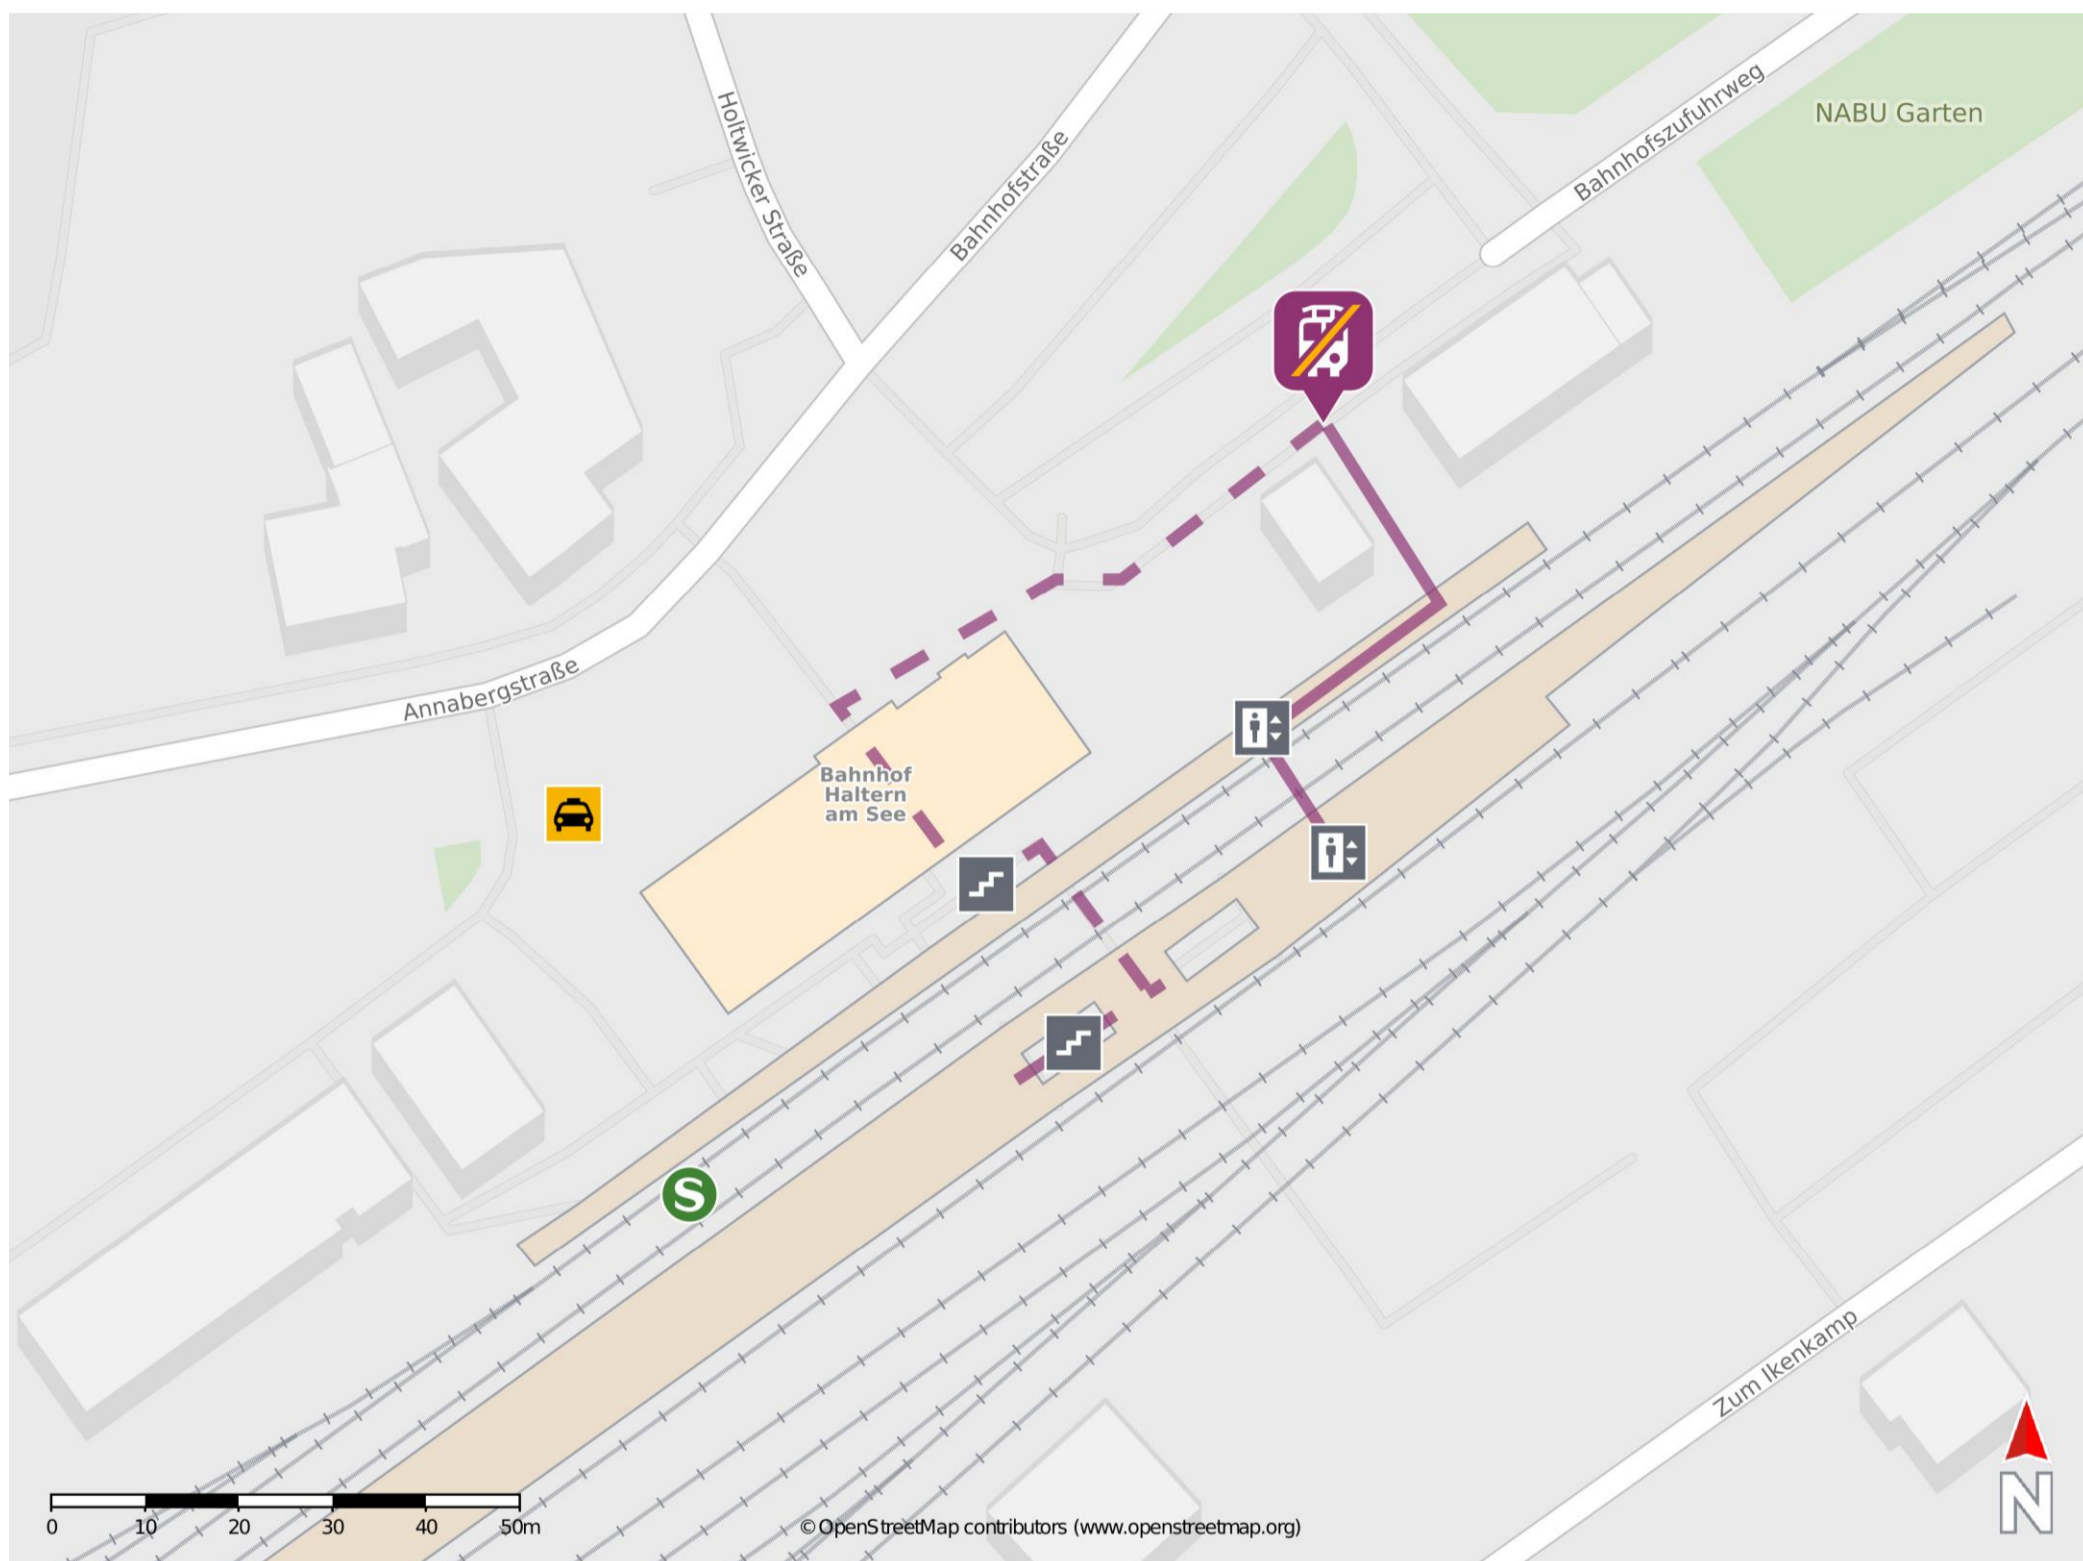 NABU Garten
Bahnhofszufuhrweg
Holtwicker Straße
Bahnhofstraße
Annabergstraße
Bahnhof
Haltern
am See
S
Zum Ikenkamp
N
0 10 20 30 40 50m
© OpenStreetMap contributors (www.openstreetmap.org)